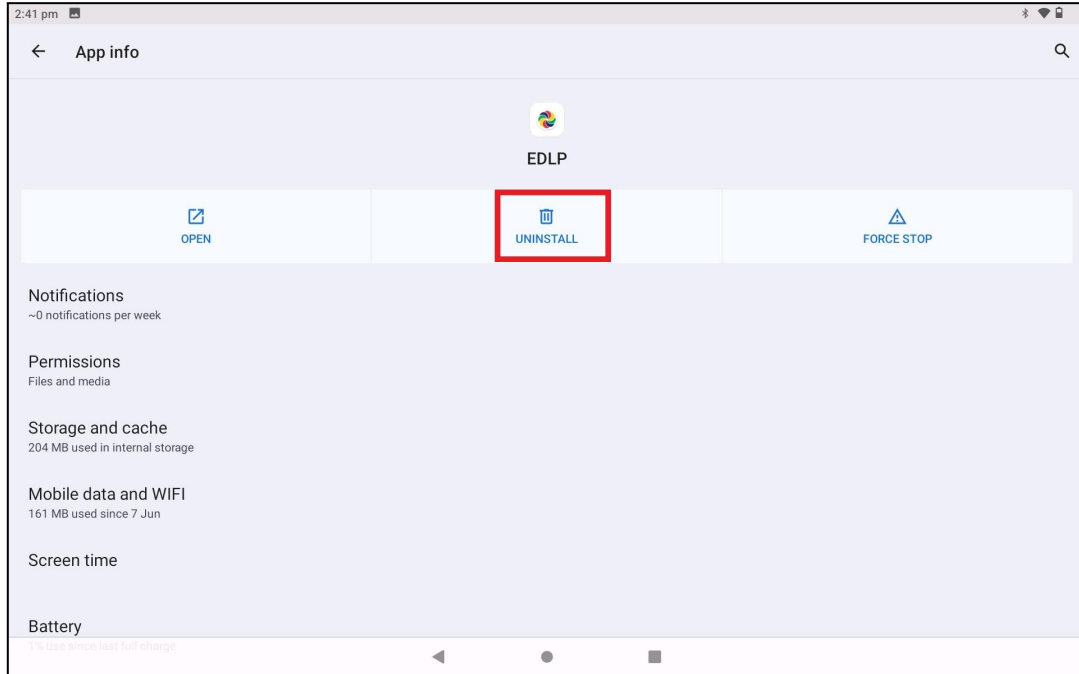 2:41 pm
App info
EDLP
OPEN
UNINSTALL
FORCE STOP
Notifications
~0 notifications per week
Permissions
Files and media
Storage and cache
204 MB used in internal storage
Mobile data and WIFI
161 MB used since 7 Jun
Screen time
Battery
1% use since last full charge